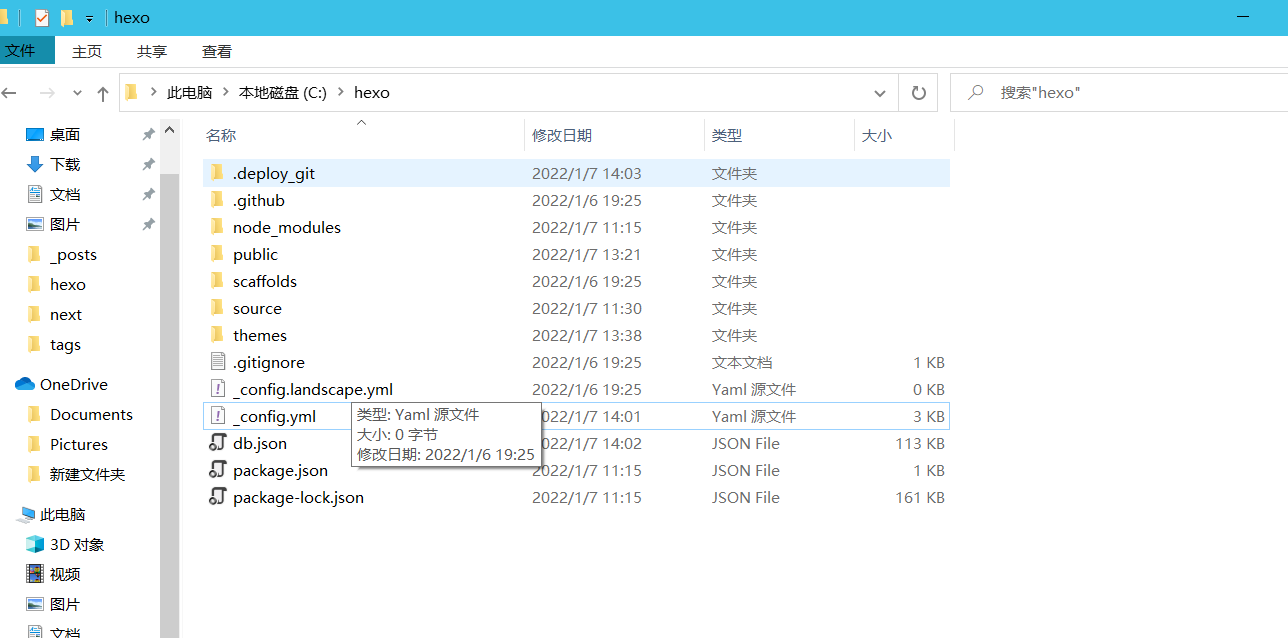 hexo
文件 主页 共享 查看
此电脑 本地磁盘 (C:) hexo 搜索"hexo"
名称 修改日期 类型 大小
桌面
下载
文档
图片
_posts
hexo
next
tags
OneDrive
Documents
Pictures
新建文件夹
此电脑
3D 对象
视频
图片
文档
.deploy_git 2022/1/7 14:03 文件夹
.github 2022/1/6 19:25 文件夹
node_modules 2022/1/7 11:15 文件夹
public 2022/1/7 13:21 文件夹
scaffolds 2022/1/6 19:25 文件夹
source 2022/1/7 11:30 文件夹
themes 2022/1/7 13:38 文件夹
.gitignore 2022/1/6 19:25 文本文档 1 KB
_config.landscape.yml 2022/1/6 19:25 Yaml 源文件 0 KB
_config.yml 022/1/7 14:01 Yaml 源文件 3 KB
db.json 022/1/7 14:02 JSON File 113 KB
package.json 022/1/7 11:15 JSON File 1 KB
package-lock.json 2022/1/7 11:15 JSON File 161 KB
类型: Yaml 源文件
大小: 0 字节
修改日期: 2022/1/6 19:25